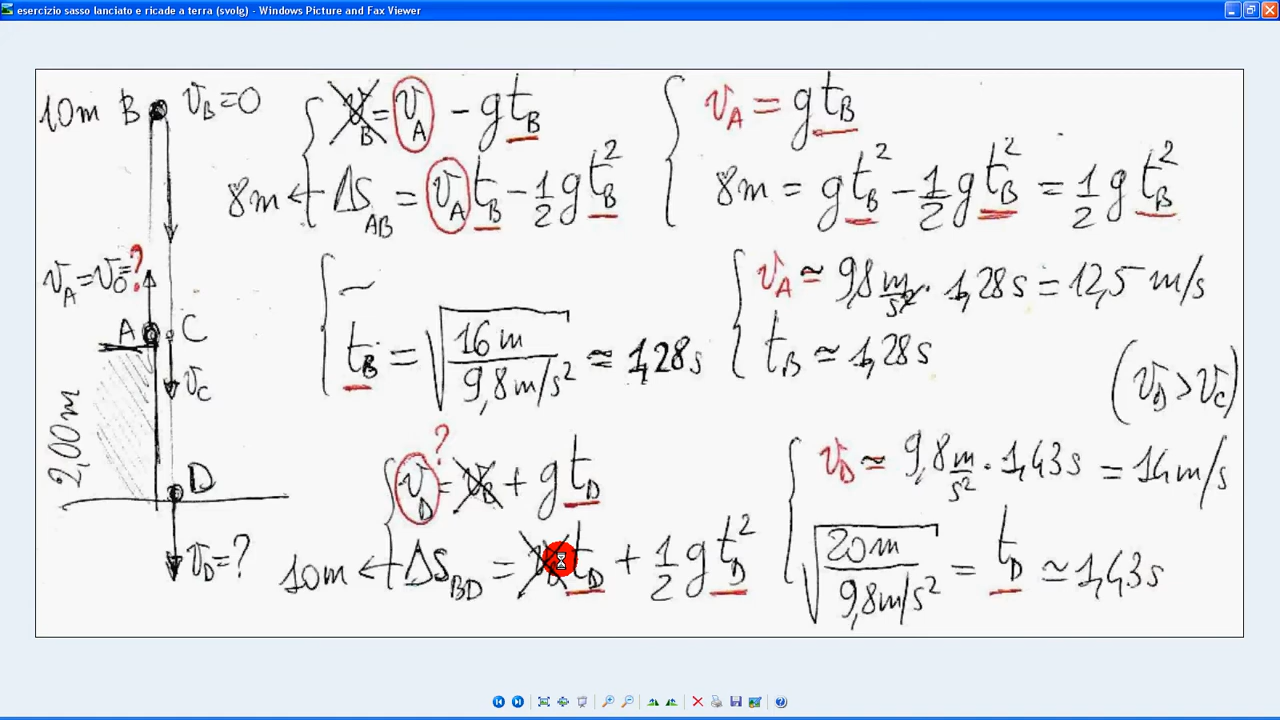 esercizio sasso lanciato e ricade a terra (svolg) - Windows Picture and Fax Viewer
10m B v_B = 0
v_B = v_A - g t_B
8m ← ΔS_AB = v_A t_B - 1/2 g t_B^2
v_A = g t_B
8m = g t_B^2 - 1/2 g t_B^2 = 1/2 g t_B^2
v_A = v_0 = ?
A C
v_C
2,00 m
D
v_D = ?
~
t_B = √(16 m / 9,8 m/s^2) ≃ 1,28 s
v_A ≃ 9,8 m/s^2 · 1,28 s = 12,5 m/s
t_B ≃ 1,28 s
(v_D > v_C)
?
v_D = v_B + g t_D
10m ← ΔS_BD = v_B t_D + 1/2 g t_D^2
v_D ≃ 9,8 m/s^2 · 1,43 s = 14 m/s
√(20 m / 9,8 m/s^2) = t_D ≃ 1,43 s